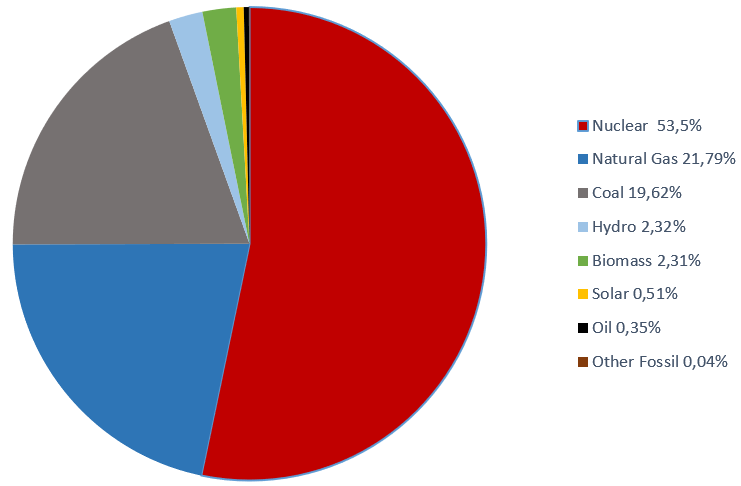 Nuclear  53,5%
Natural Gas 21,79%
Coal 19,62%
Hydro 2,32%
Biomass 2,31%
Solar 0,51%
Oil 0,35%
Other Fossil 0,04%